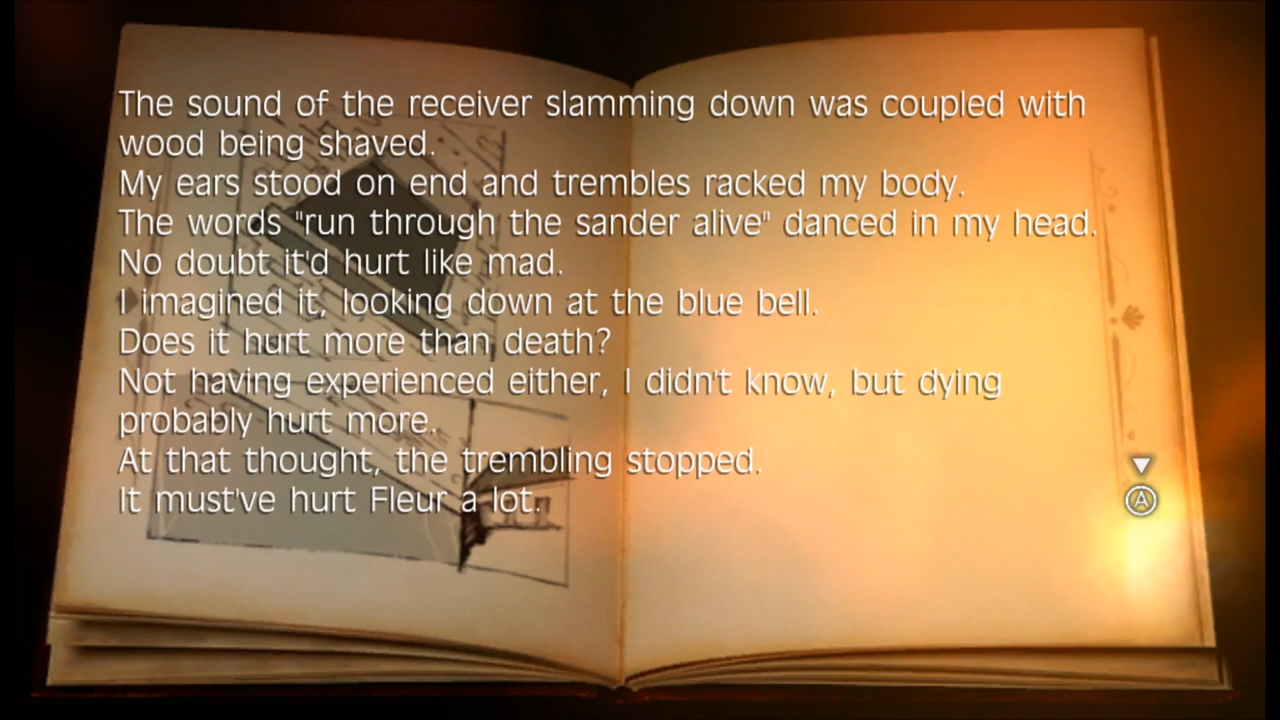 The sound of the receiver slamming down was coupled with
wood being shaved.
My ears stood on end and trembles racked my body.
The words "run through the sander alive" danced in my head.
No doubt it'd hurt like mad.
I imagined it, looking down at the blue bell.
Does it hurt more than death?
Not having experienced either, I didn't know, but dying
probably hurt more.
At that thought, the trembling stopped.
It must've hurt Fleur a lot.
A